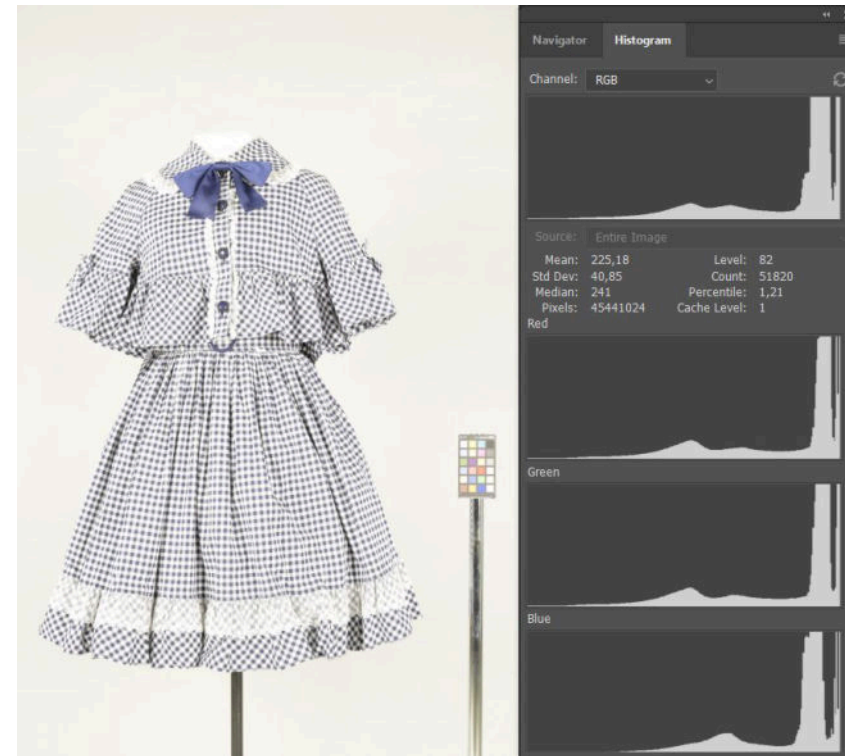 Navigator Histogram
Channel: RGB
Source: Entire Image
Mean: 225,18 Level: 82
Std Dev: 40,85 Count: 51820
Median: 241 Percentile: 1,21
Pixels: 45441024 Cache Level: 1
Red
Green
Blue